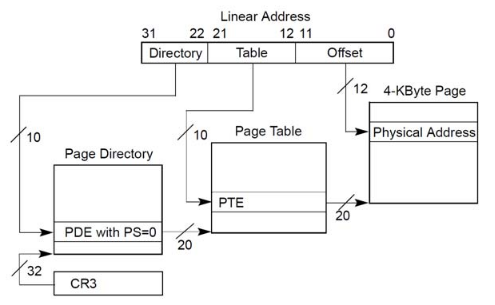 Linear Address
31 22 21 12 11 0
Directory Table Offset
12
4-KByte Page
10
10
Page Table
Physical Address
Page Directory
PTE
20
PDE with PS=0
20
32
CR3